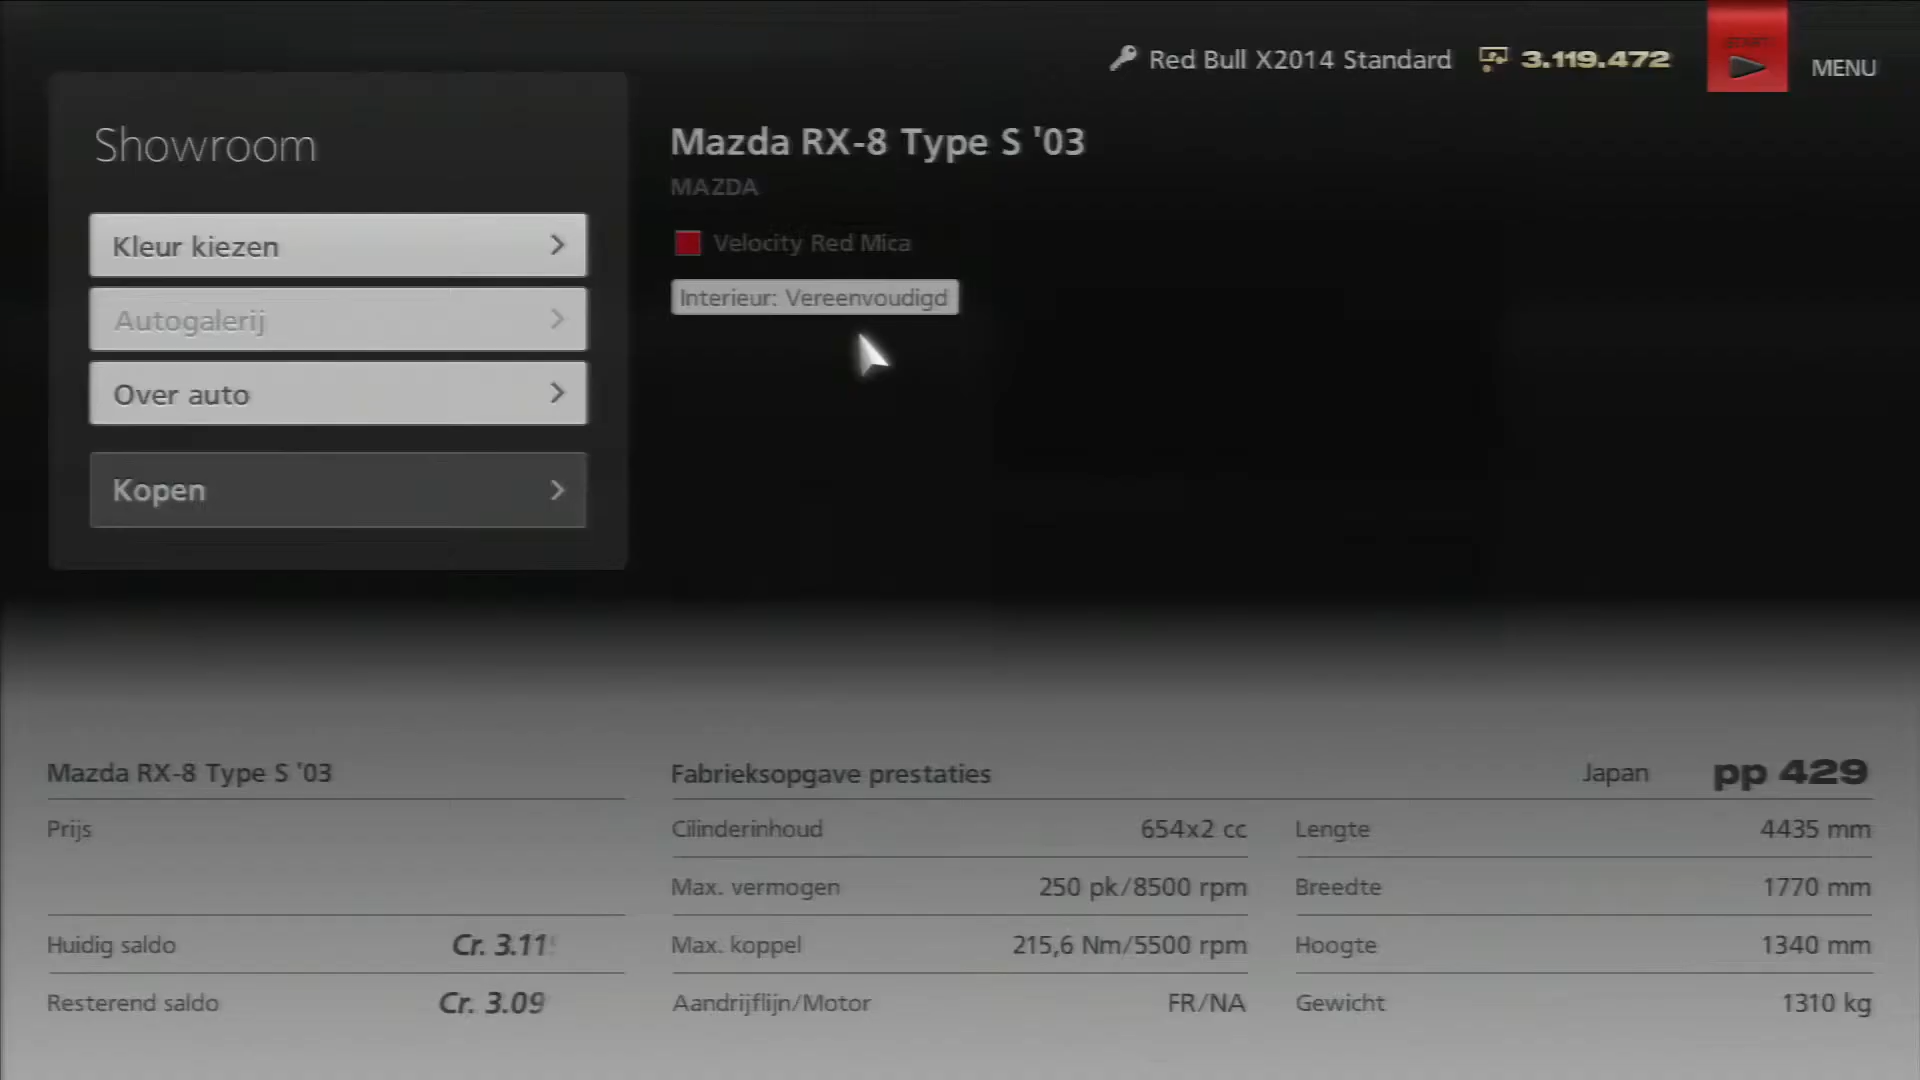 Red Bull X2014 Standard
3.119.472
START
MENU
Showroom
Kleur kiezen
Autogalerij
Over auto
Kopen
Mazda RX-8 Type S '03
MAZDA
Velocity Red Mica
Interieur: Vereenvoudigd
Mazda RX-8 Type S '03
Prijs
Huidig saldo Cr. 3.11
Resterend saldo Cr. 3.09
Fabrieksopgave prestaties Japan pp 429
Cilinderinhoud 654x2 cc
Max. vermogen 250 pk/8500 rpm
Max. koppel 215,6 Nm/5500 rpm
Aandrijflijn/Motor FR/NA
Lengte 4435 mm
Breedte 1770 mm
Hoogte 1340 mm
Gewicht 1310 kg